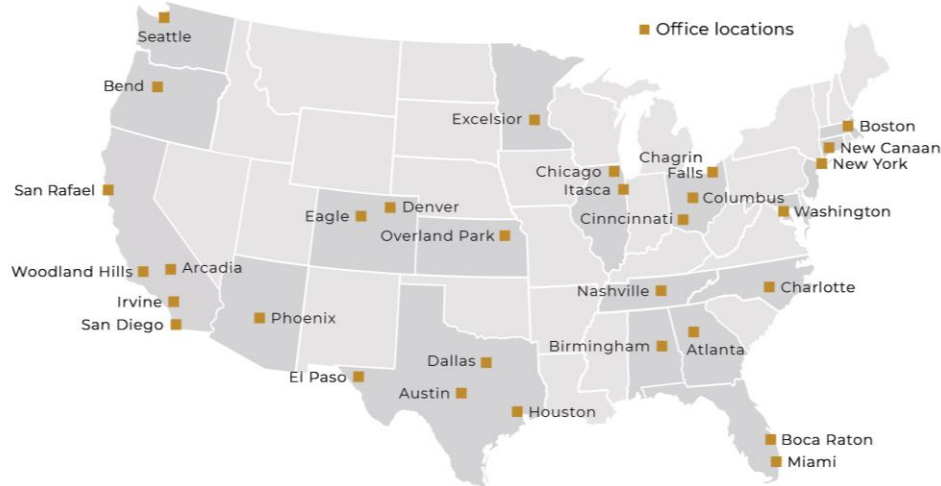 Office locations
Seattle
Bend
Excelsior
Boston
New Canaan
New York
Chicago
Itasca
Chagrin
Falls
San Rafael
Columbus
Denver
Eagle
Washington
Cinncinnati
Overland Park
Woodland Hills
Arcadia
Nashville
Charlotte
Irvine
Phoenix
San Diego
Birmingham
Atlanta
Dallas
El Paso
Austin
Houston
Boca Raton
Miami